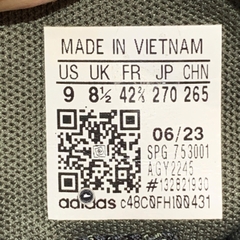 MADE IN VIETNAM
US UK FR JP CHN
9 8½ 42⅔ 270 265
06/23
SPG 753001
AGY2245
#132821930
adidas c48C0FH100431